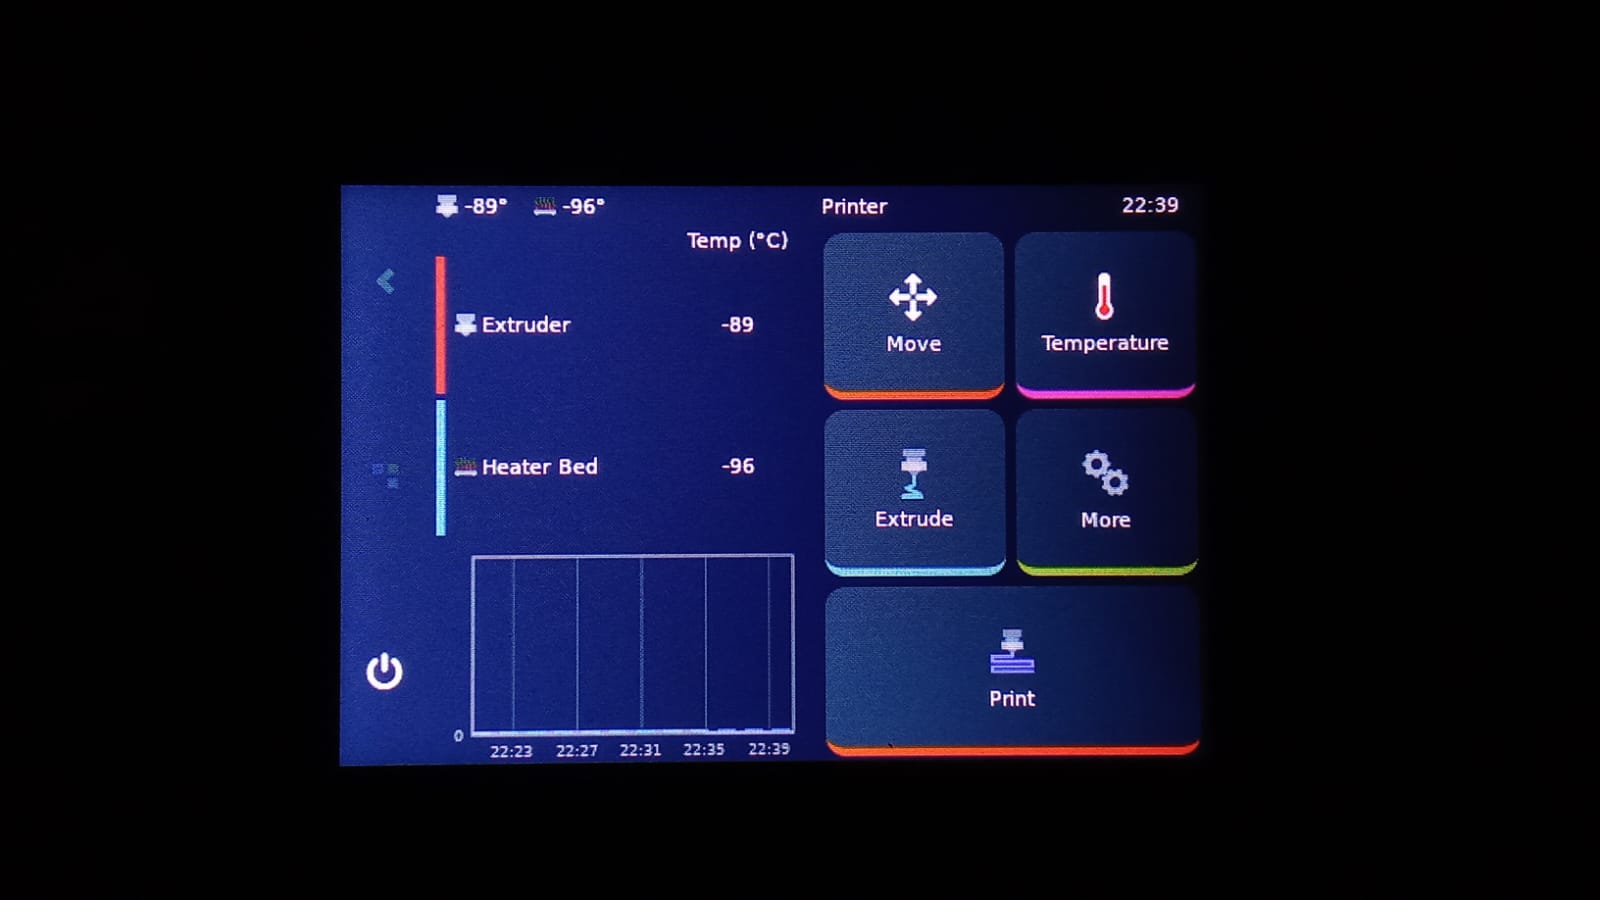 -89° -96° Printer 22:39
Temp (°C)
Extruder -89
Heater Bed -96
0
22:23 22:27 22:31 22:35 22:39
Move
Temperature
Extrude
More
Print